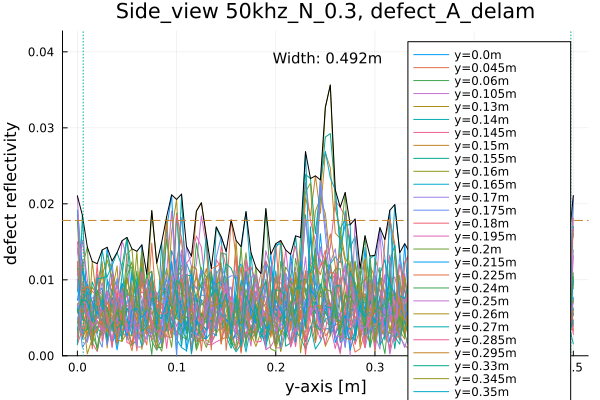 Side_view 50khz_N_0.3, defect_A_delam
Width: 0.492m
defect reflectivity
0.04
0.03
0.02
0.01
0.00
0.0
0.1
0.2
0.3
.5
y-axis [m]
y=0.0m
y=0.045m
y=0.06m
y=0.105m
y=0.13m
y=0.14m
y=0.145m
y=0.15m
y=0.155m
y=0.16m
y=0.165m
y=0.17m
y=0.175m
y=0.18m
y=0.195m
y=0.2m
y=0.215m
y=0.225m
y=0.24m
y=0.25m
y=0.26m
y=0.27m
y=0.285m
y=0.295m
y=0.33m
y=0.345m
y=0.35m